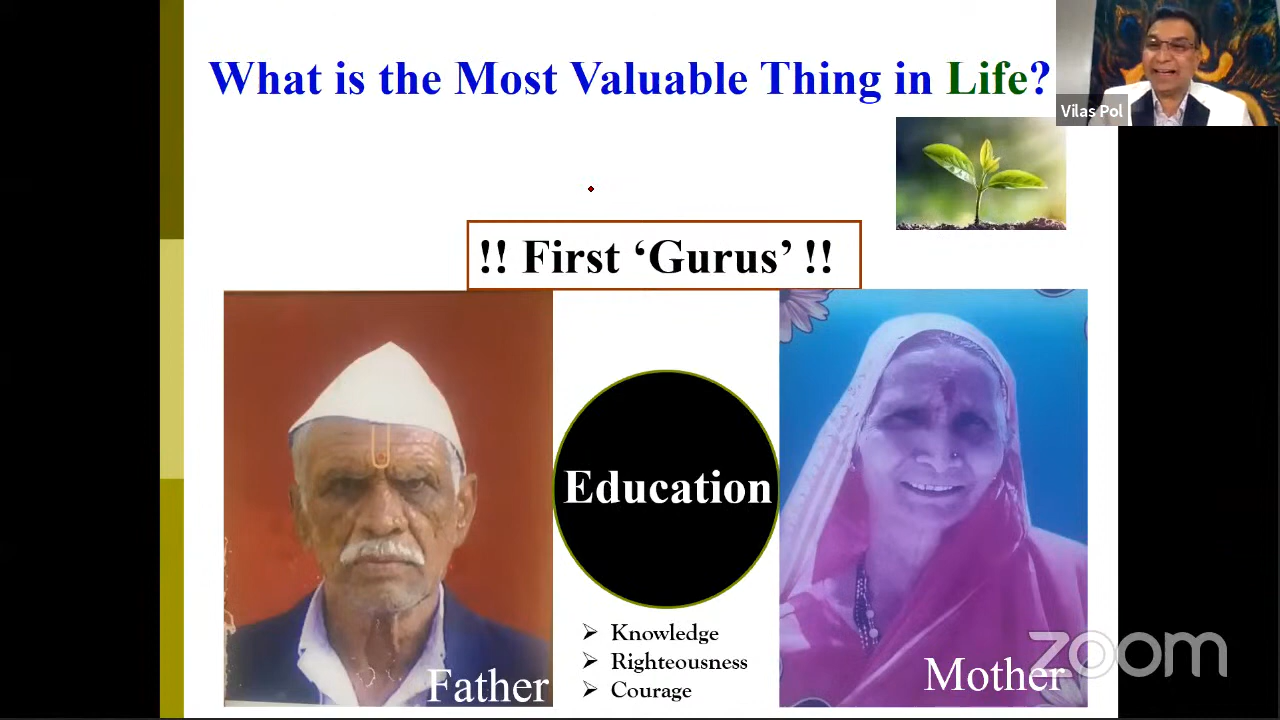 What is the Most Valuable Thing in Life?
Vilas Pol
!! First ‘Gurus’ !!
Education
➢ Knowledge
➢ Righteousness
➢ Courage
Father
Mother
zoom